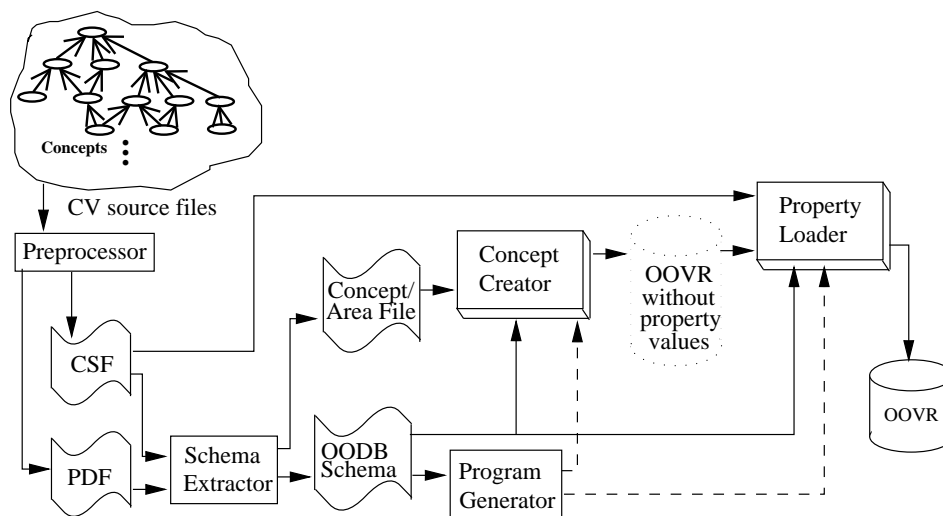 Concepts
CV source files
Preprocessor
CSF
PDF
Schema
Extractor
Concept/
Area File
OODB
Schema
Concept
Creator
Program
Generator
OOVR
without
property
values
Property
Loader
OOVR